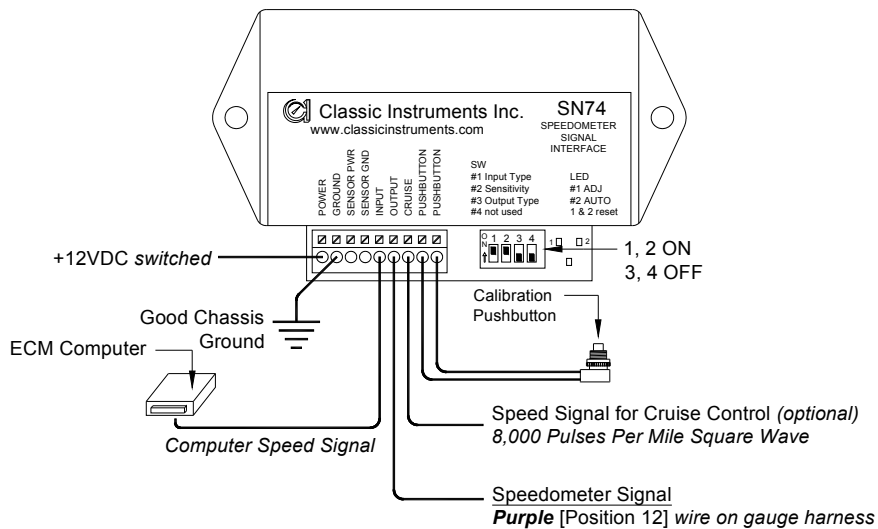 Classic Instruments Inc.
www.classicinstruments.com
SN74
SPEEDOMETER
SIGNAL
INTERFACE
POWER
GROUND
SENSOR PWR
SENSOR GND
INPUT
OUTPUT
CRUISE
PUSHBUTTON
PUSHBUTTON
SW
#1 Input Type
#2 Sensitivity
#3 Output Type
#4 not used
LED
#1 ADJ
#2 AUTO
1 & 2 reset
ON
1 2 3 4
1
2
+12VDC switched
1, 2 ON
3, 4 OFF
Calibration
Pushbutton
Good Chassis
Ground
ECM Computer
Computer Speed Signal
Speed Signal for Cruise Control (optional)
8,000 Pulses Per Mile Square Wave
Speedometer Signal
Purple [Position 12] wire on gauge harness